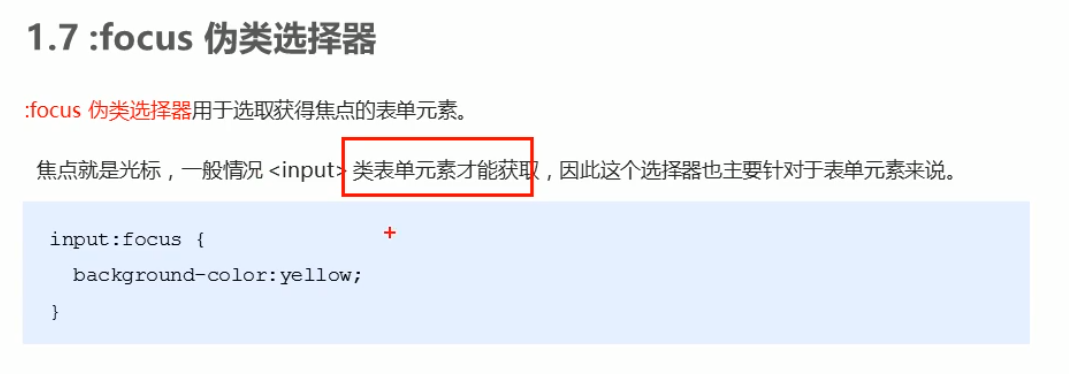 1.7 :focus 伪类选择器
:focus 伪类选择器用于选取获得焦点的表单元素。
焦点就是光标，一般情况 <input> 类表单元素才能获取，因此这个选择器也主要针对于表单元素来说。
input:focus {
background-color:yellow;
}